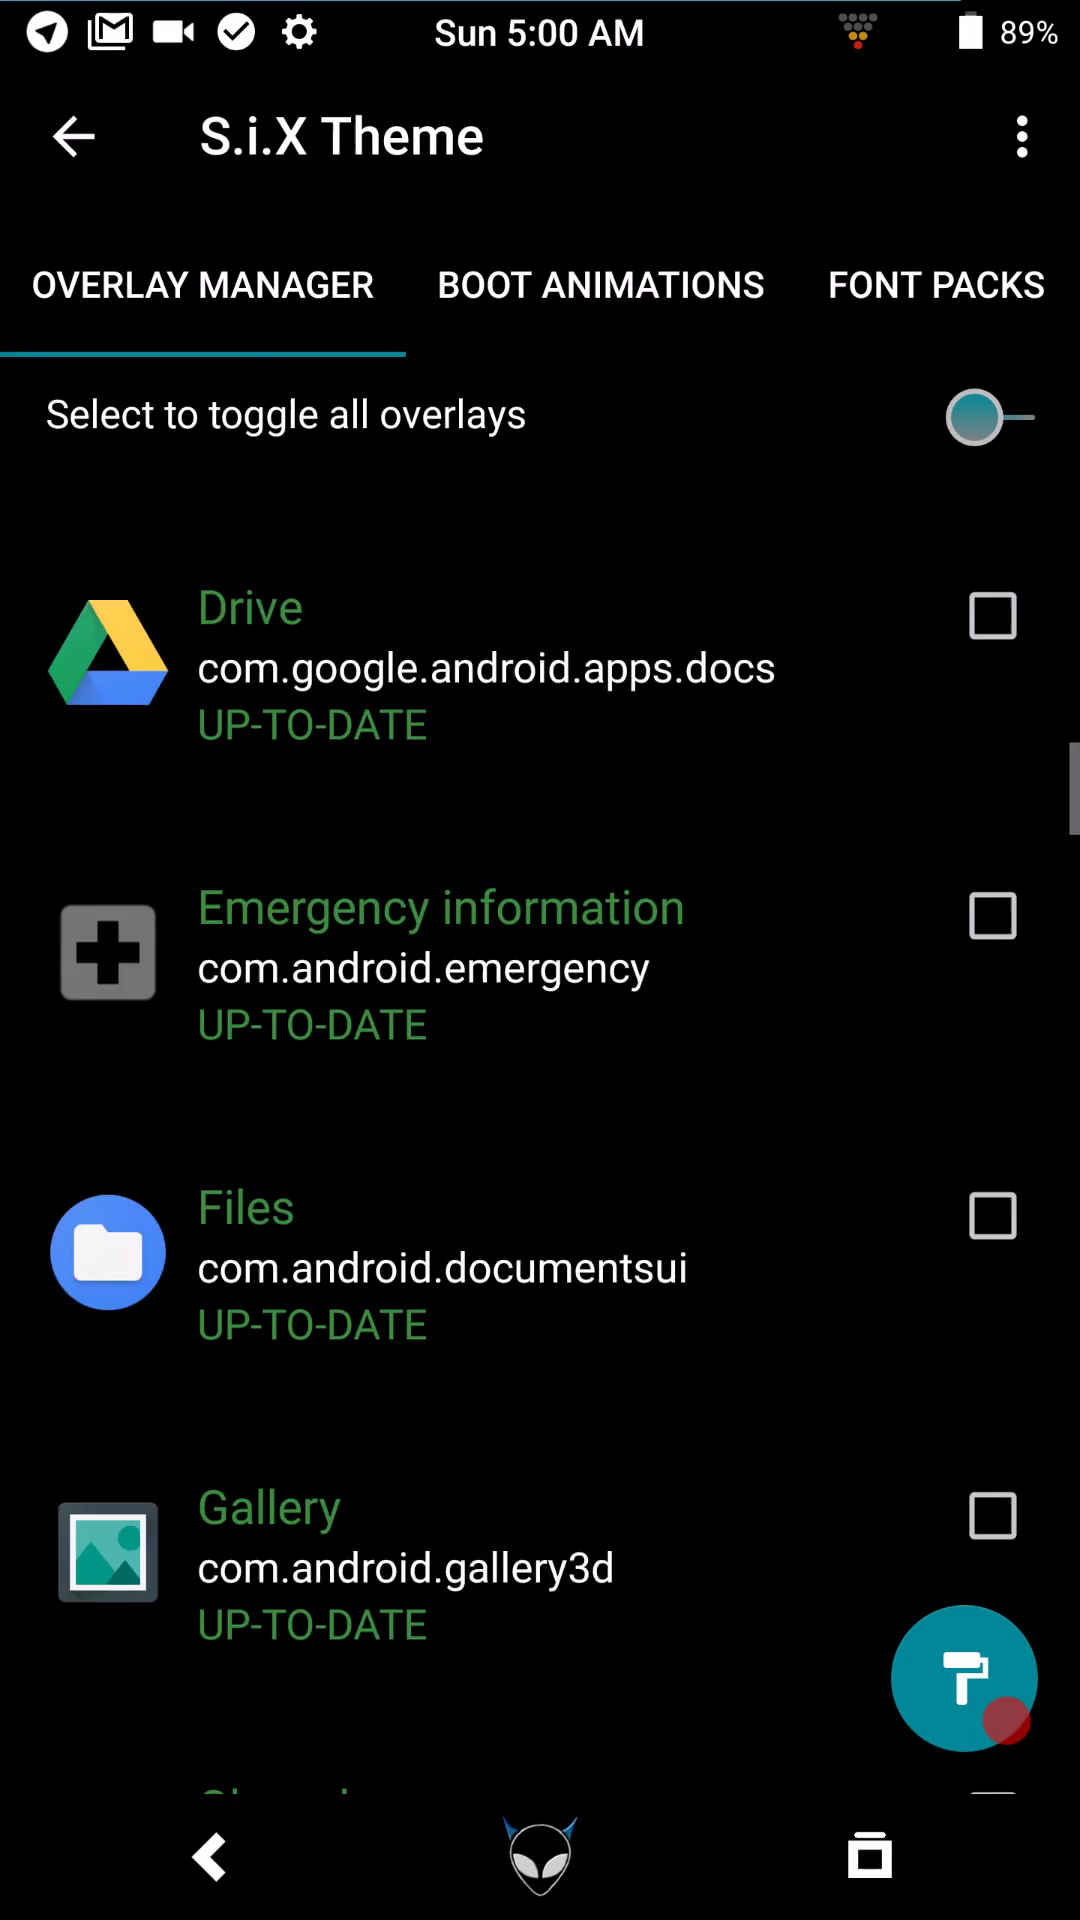 Sun 5:00 AM
89%
S.i.X Theme
OVERLAY MANAGER
BOOT ANIMATIONS
FONT PACKS
Select to toggle all overlays
Drive
com.google.android.apps.docs
UP-TO-DATE
Emergency information
com.android.emergency
UP-TO-DATE
Files
com.android.documentsui
UP-TO-DATE
Gallery
com.android.gallery3d
UP-TO-DATE